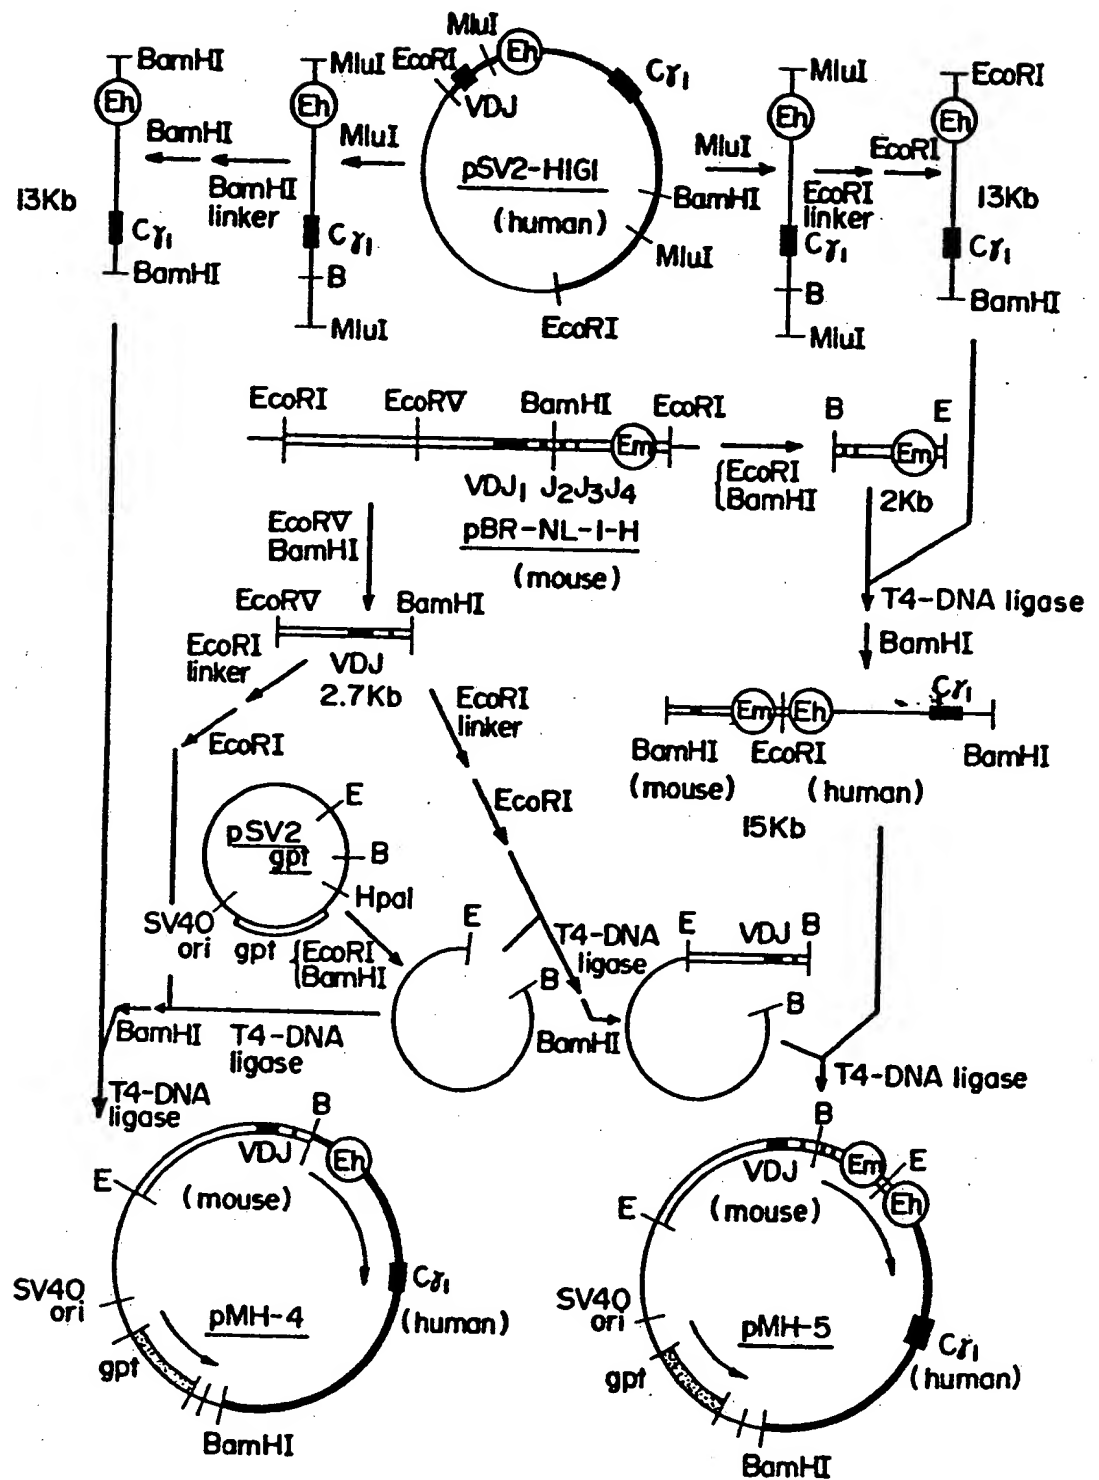 MluI
BamHI
MluI
EcoRI
Eh
Cγ1
MluI
EcoRI
Eh
Eh
VDJ
Eh
Eh
BamHI
MluI
pSV2-H1G1
MluI
EcoRI
BamHI
linker
(human)
BamHI
EcoRI
linker
13Kb
13Kb
Cγ1
Cγ1
MluI
Cγ1
Cγ1
BamHI
B
B
BamHI
MluI
EcoRI
MluI
EcoRI
EcoRV
BamHI
EcoRI
B
E
Em
Em
VDJ1 J2J3J4
EcoRI
BamHI
2Kb
EcoRV
BamHI
pBR-NL-1-H
(mouse)
EcoRV
BamHI
T4-DNA ligase
EcoRI
linker
VDJ
2.7Kb
BamHI
EcoRI
linker
Cγ1
Em
Eh
EcoRI
BamHI
EcoRI
BamHI
(mouse)
(human)
EcoRI
15Kb
E
pSV2
gpt
B
HpaI
SV40
ori
gpt
EcoRI
BamHI
E
B
T4-DNA
ligase
E
VDJ
B
B
BamHI
T4-DNA
ligase
BamHI
T4-DNA ligase
T4-DNA
ligase
B
VDJ
Eh
E
(mouse)
SV40
ori
pMH-4
Cγ1
(human)
gpt
BamHI
B
VDJ
Em
E
Eh
E
(mouse)
SV40
ori
pMH-5
Cγ1
(human)
gpt
BamHI